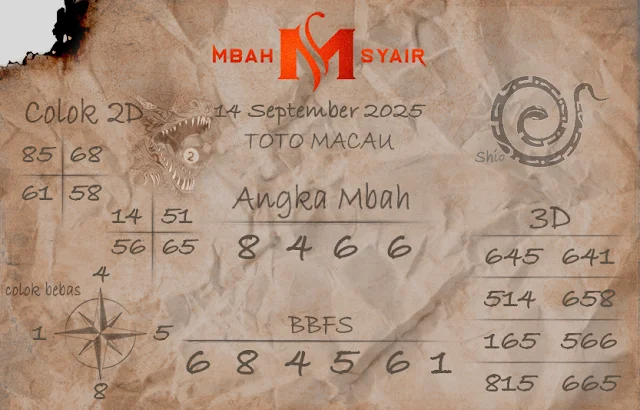 MBAH M SYAIR
Colok 2D
14 September 2025
TOTO MACAU
85 68
61 58
2
14 51
56 65
Shio
Angka Mbah
8 4 6 6
3D
645 641
514 658
165 566
815 665
colok bebas
4
1 5
8
BBFS
6 8 4 5 6 1